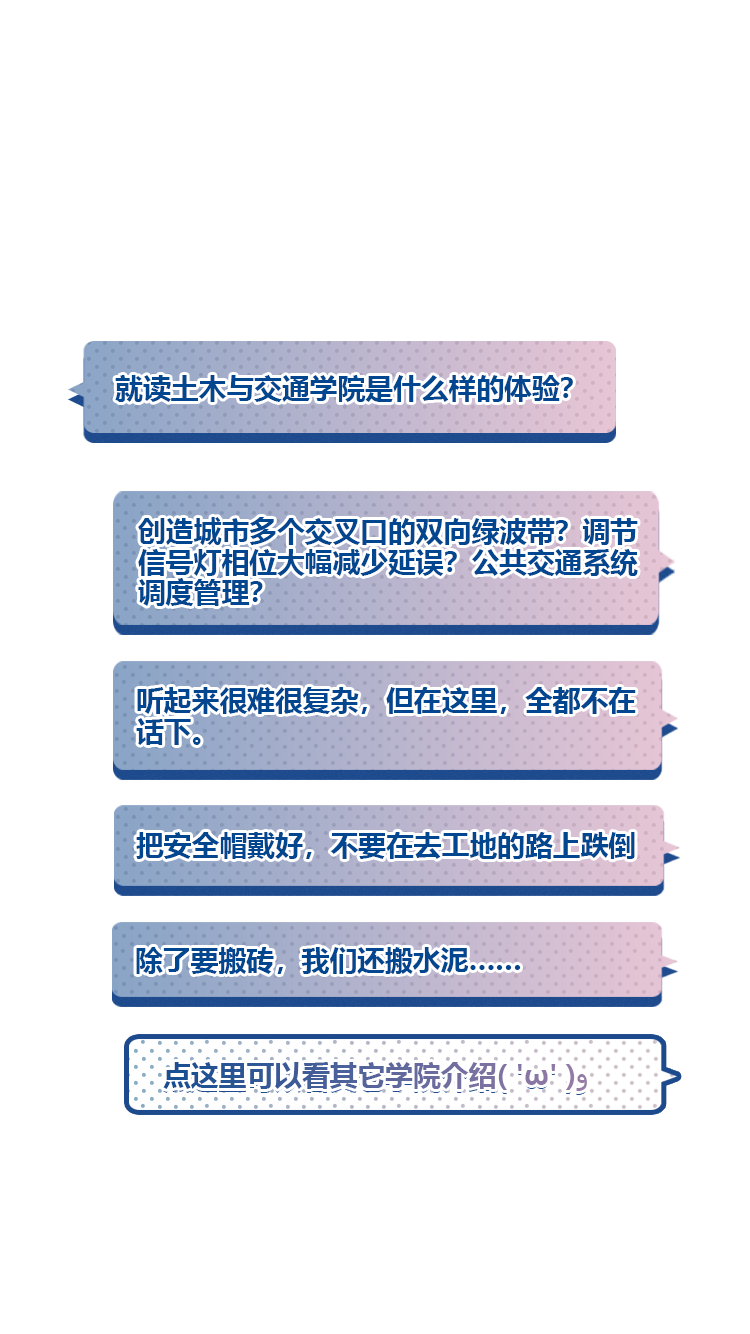 就读土木与交通学院是什么样的体验？
创造城市多个交叉口的双向绿波带？调节
信号灯相位大幅减少延误？公共交通系统
调度管理？
听起来很难很复杂，但在这里，全都不在
话下。
把安全帽戴好，不要在去工地的路上跌倒
除了要搬砖，我们还搬水泥……
点这里可以看其它学院介绍( 'ω' )و